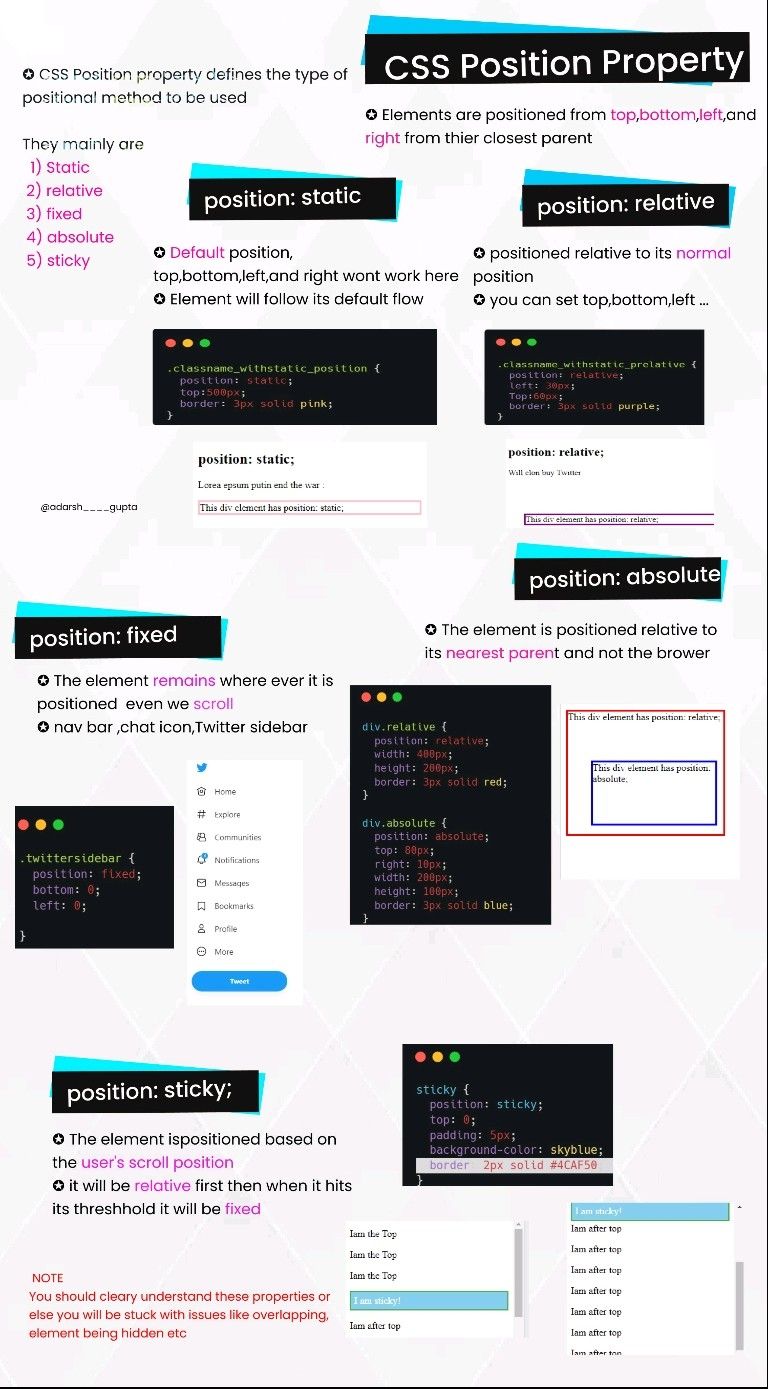 CSS Position Property
✪ CSS Position property defines the type of
positional method to be used
✪ Elements are positioned from top,bottom,left,and
right from thier closest parent
They mainly are
1) Static
2) relative
3) fixed
4) absolute
5) sticky
position: static
✪ Default position,
top,bottom,left,and right wont work here
✪ Element will follow its default flow
.classname_withstatic_position {
position: static;
top:500px;
border: 3px solid pink;
}
position: static;
Lorea epsum putin end the war :
This div element has position: static;
position: relative
✪ positioned relative to its normal
position
✪ you can set top,bottom,left ...
.classname_withstatic_prelative {
position: relative;
left: 30px;
Top:60px;
border: 3px solid purple;
}
position: relative;
Will elon buy Twitter
This div element has position: relative;
@adarsh____gupta
position: fixed
✪ The element remains where ever it is
positioned even we scroll
✪ nav bar ,chat icon,Twitter sidebar
.twittersidebar {
position: fixed;
bottom: 0;
left: 0;
}
Home
Explore
Communities
Notifications
Messages
Bookmarks
Profile
More
Tweet
position: absolute
✪ The element is positioned relative to
its nearest parent and not the brower
div.relative {
position: relative;
width: 400px;
height: 200px;
border: 3px solid red;
}
div.absolute {
position: absolute;
top: 80px;
right: 10px;
width: 200px;
height: 100px;
border: 3px solid blue;
}
This div element has position: relative;
This div element has position:
absolute;
position: sticky;
✪ The element ispositioned based on
the user's scroll position
✪ it will be relative first then when it hits
its threshhold it will be fixed
sticky {
position: sticky;
top: 0;
padding: 5px;
background-color: skyblue;
border 2px solid #4CAF50
}
Iam the Top
Iam the Top
Iam the Top
I am sticky!
Iam after top
I am sticky!
Iam after top
Iam after top
Iam after top
Iam after top
Iam after top
Iam after top
Iam after top
NOTE
You should cleary understand these properties or
else you will be stuck with issues like overlapping,
element being hidden etc